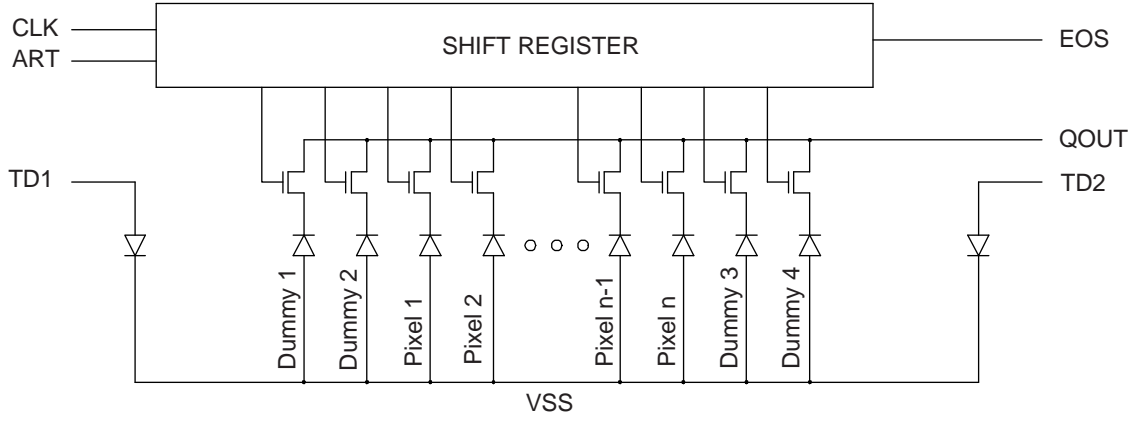 CLK
ART
SHIFT REGISTER
EOS
QOUT
TD1
TD2
Dummy 1
Dummy 2
Pixel 1
Pixel 2
Pixel n-1
Pixel n
Dummy 3
Dummy 4
VSS